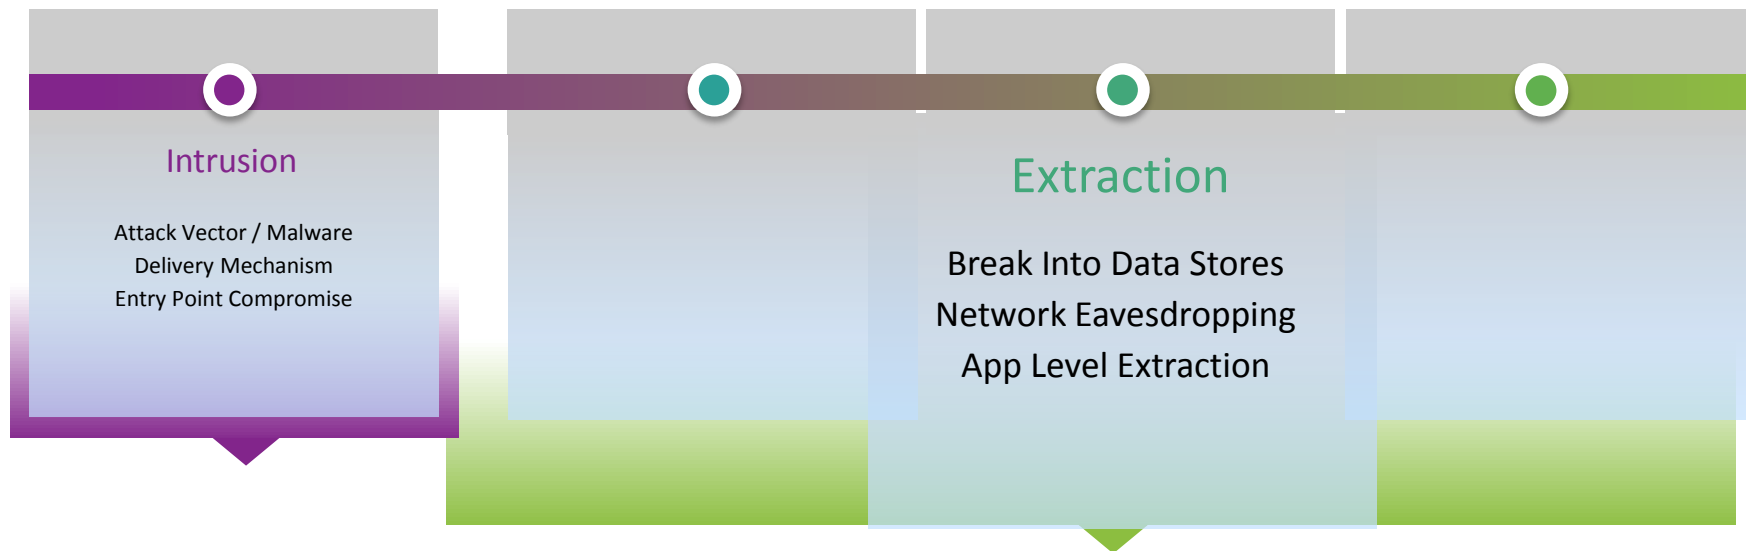 Intrusion
Attack Vector / Malware
Delivery Mechanism
Entry Point Compromise
Extraction
Break Into Data Stores
Network Eavesdropping
App Level Extraction